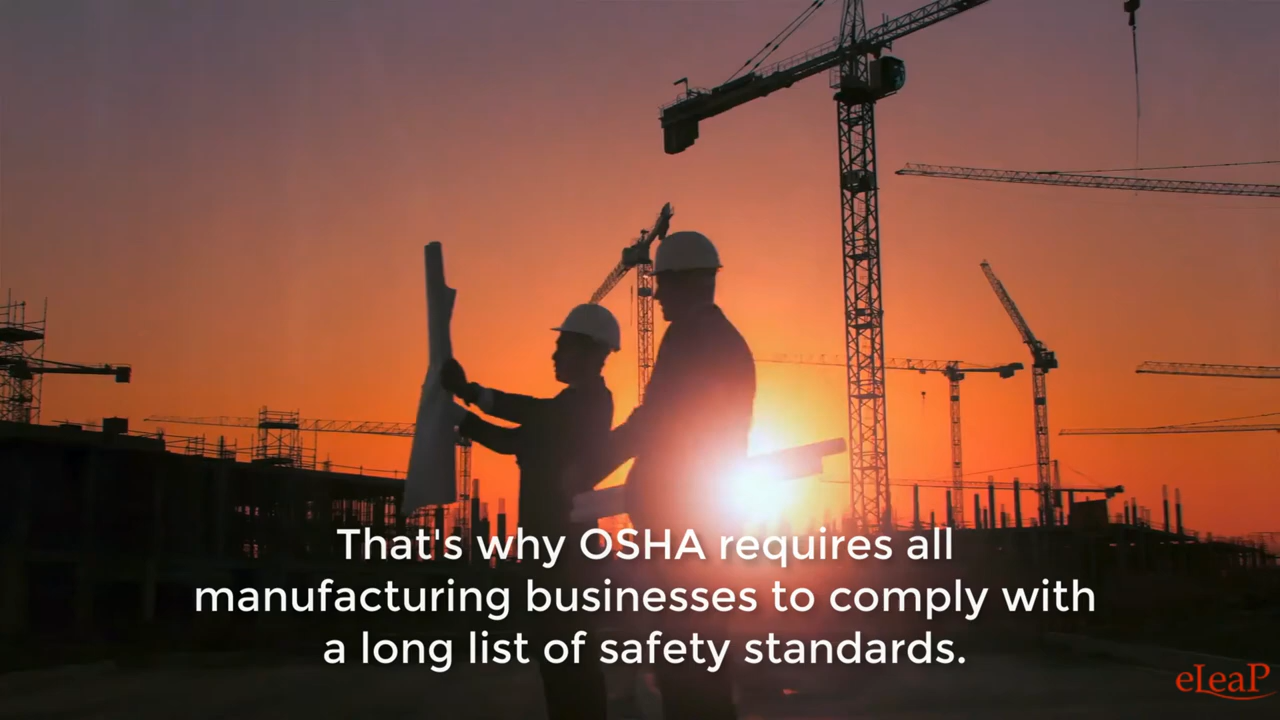 That's why OSHA requires all
manufacturing businesses to comply with
a long list of safety standards.
eLeaP